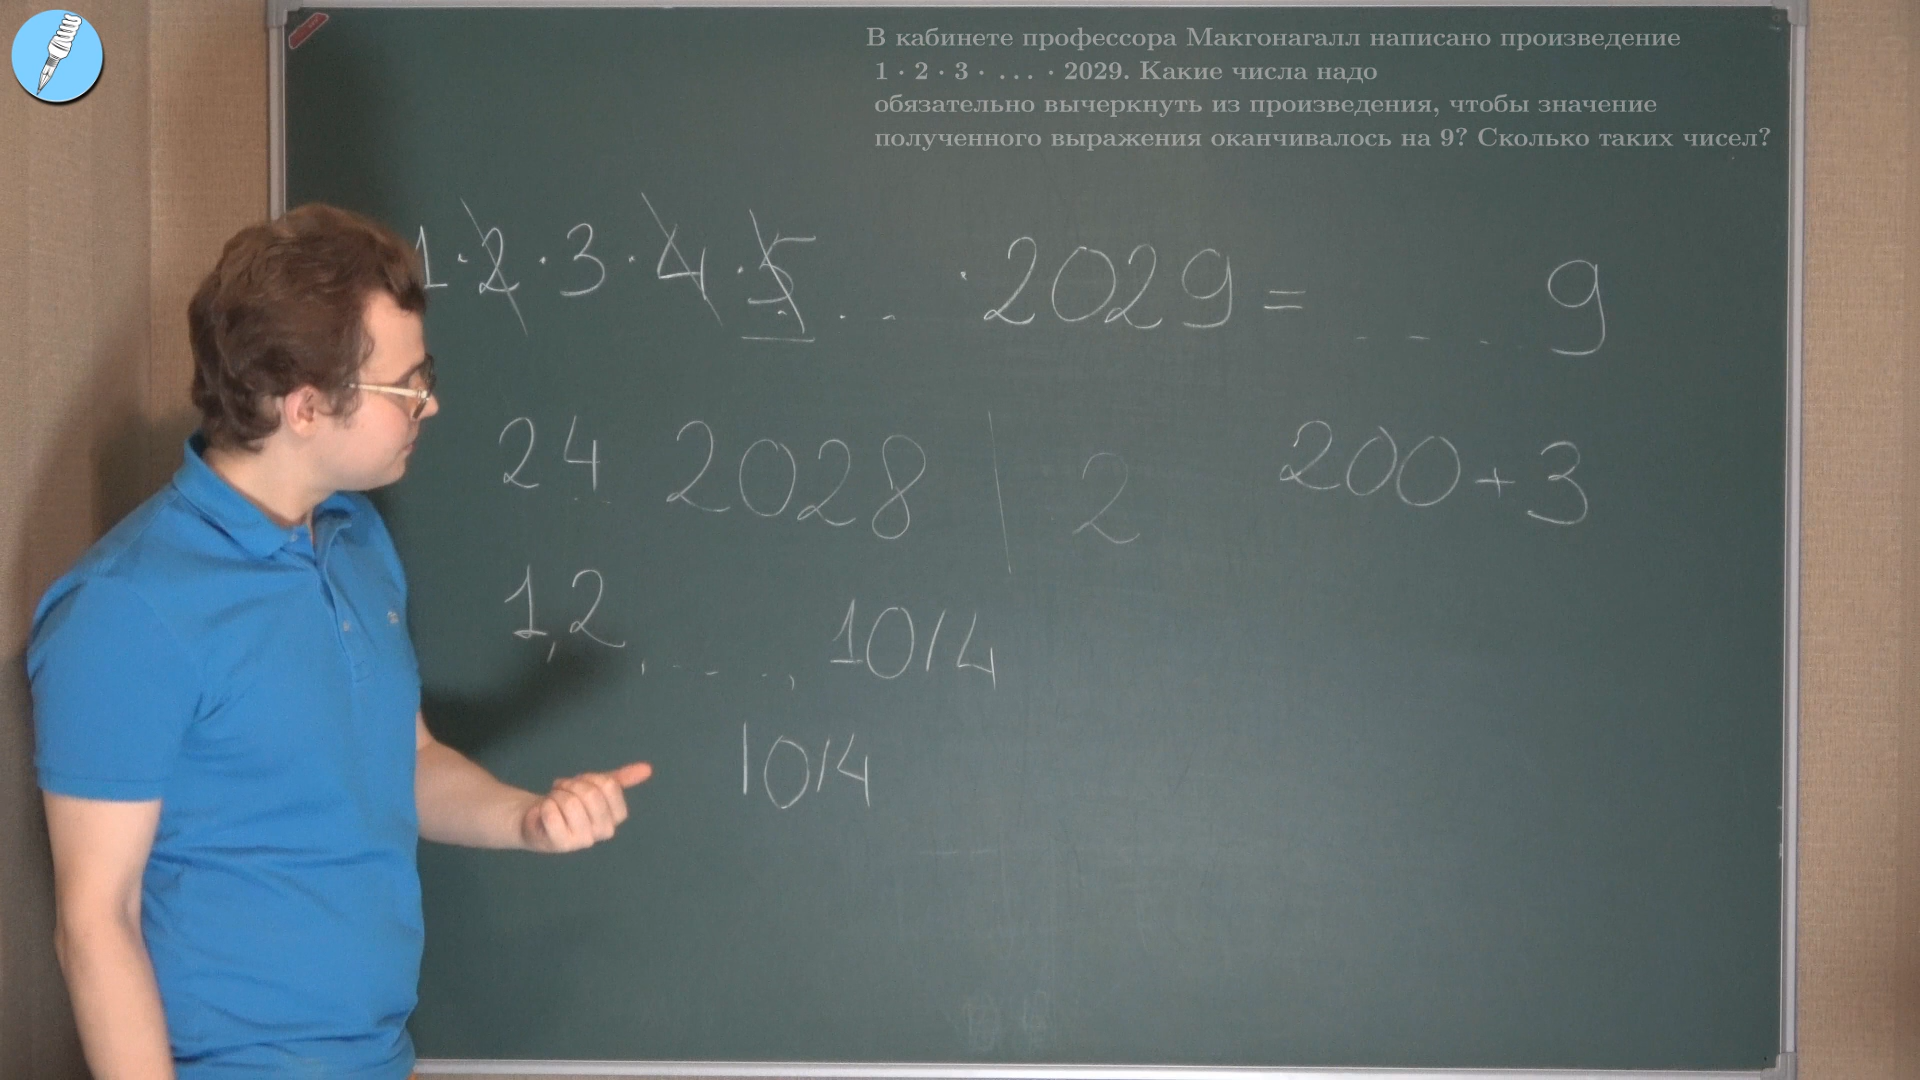 В кабинете профессора Макгонагалл написано произведение
1 · 2 · 3 · … · 2029. Какие числа надо
обязательно вычеркнуть из произведения, чтобы значение
полученного выражения оканчивалось на 9? Сколько таких чисел?
1 · 2 · 3 · 4 · 5 . . . · 2029 = _ _ _ _ 9
24 2028 | 2 200 + 3
1, 2, . . . , 1014
1014